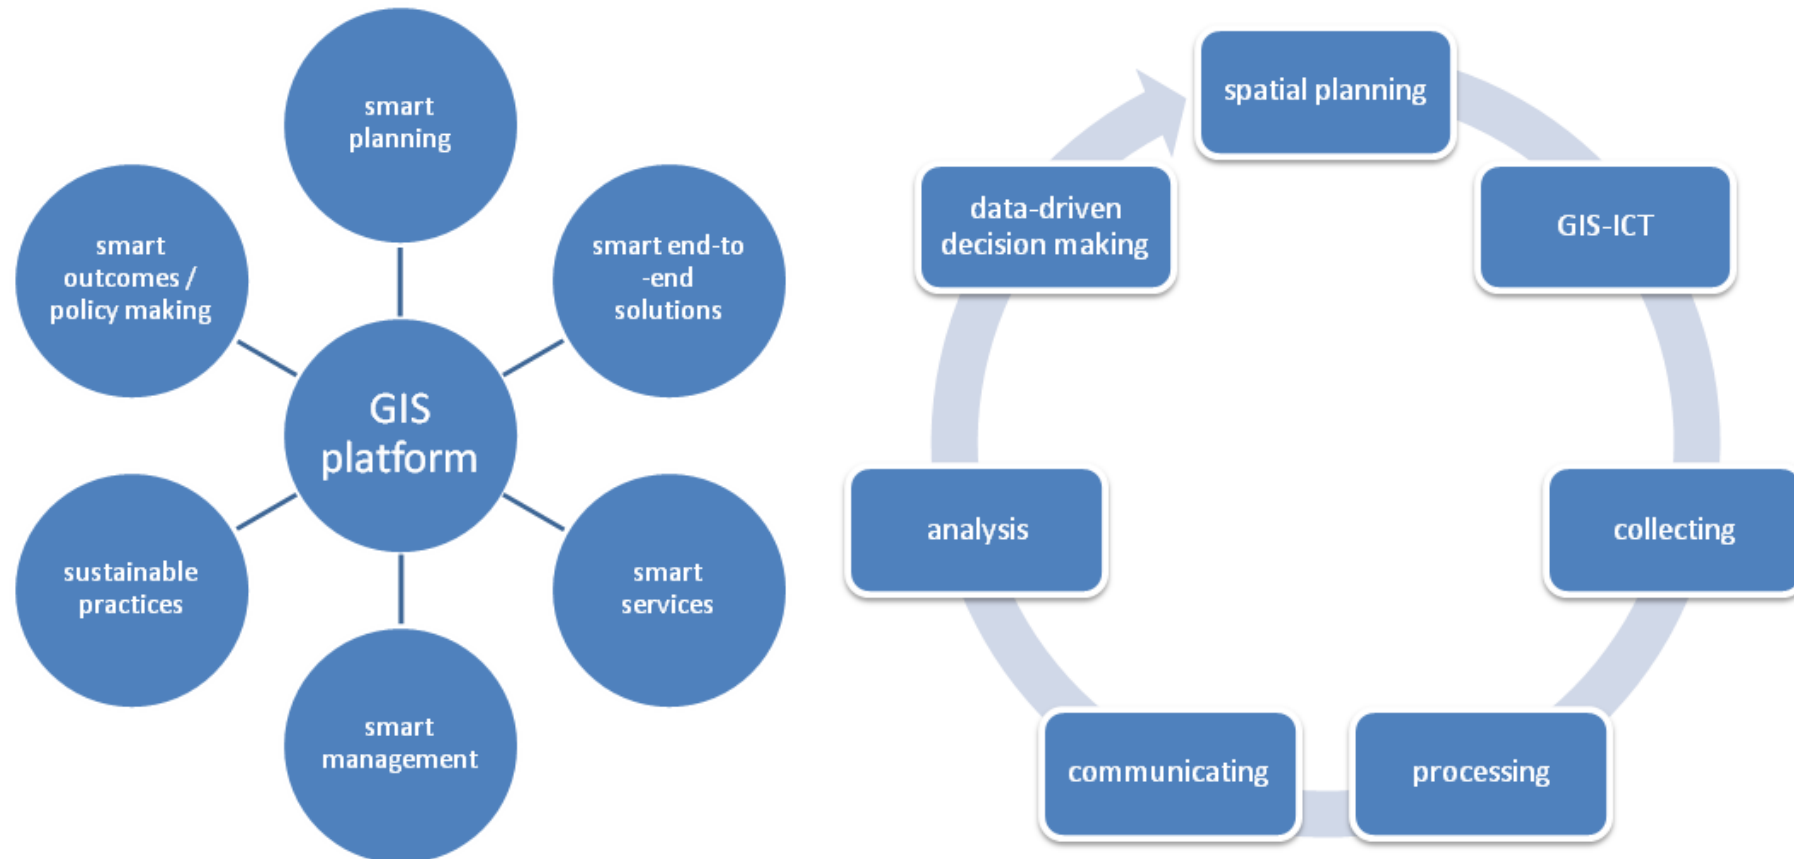 smart
planning
smart end-to
-end
solutions
smart
services
smart
management
sustainable
practices
smart
outcomes /
policy making
GIS
platform
spatial planning
GIS-ICT
collecting
processing
communicating
analysis
data-driven
decision making